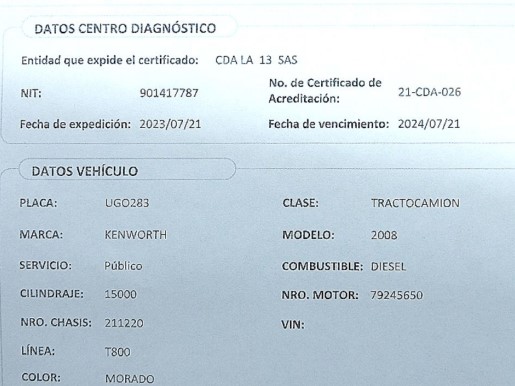 DATOS CENTRO DIAGNÓSTICO
Entidad que expide el certificado: CDA LA 13 SAS
NIT: 901417787 No. de Certificado de Acreditación: 21-CDA-026
Fecha de expedición: 2023/07/21 Fecha de vencimiento: 2024/07/21
DATOS VEHÍCULO
PLACA: UGO283 CLASE: TRACTOCAMION
MARCA: KENWORTH MODELO: 2008
SERVICIO: Público COMBUSTIBLE: DIESEL
CILINDRAJE: 15000 NRO. MOTOR: 79245650
NRO. CHASIS: 211220 VIN:
LÍNEA: T800
COLOR: MORADO